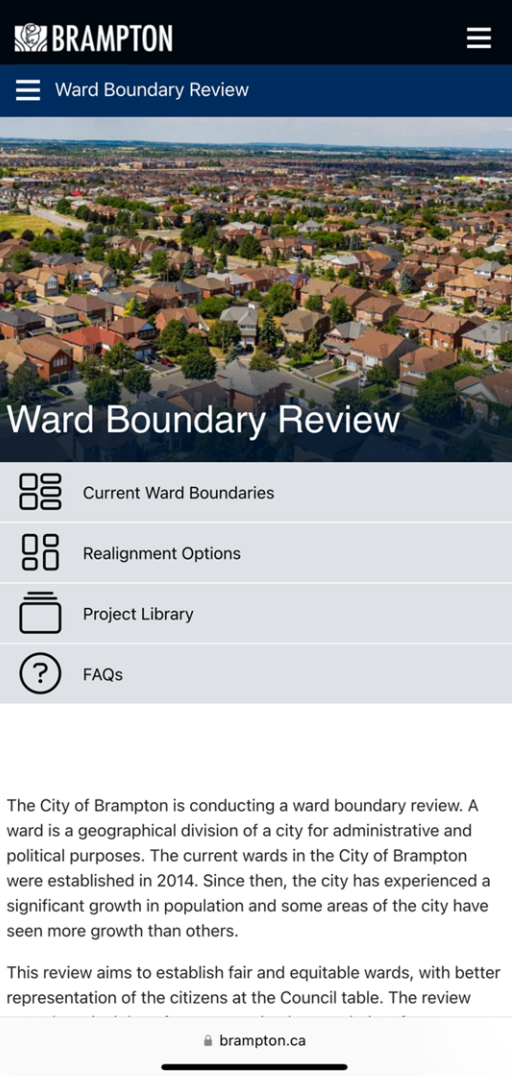 BRAMPTON
Ward Boundary Review
Ward Boundary Review
Current Ward Boundaries
Realignment Options
Project Library
?
FAQs
The City of Brampton is conducting a ward boundary review. A
ward is a geographical division of a city for administrative and
political purposes. The current wards in the City of Brampton
were established in 2014. Since then, the city has experienced a
significant growth in population and some areas of the city have
seen more growth than others.
This review aims to establish fair and equitable wards, with better
representation of the citizens at the Council table. The review
brampton.ca